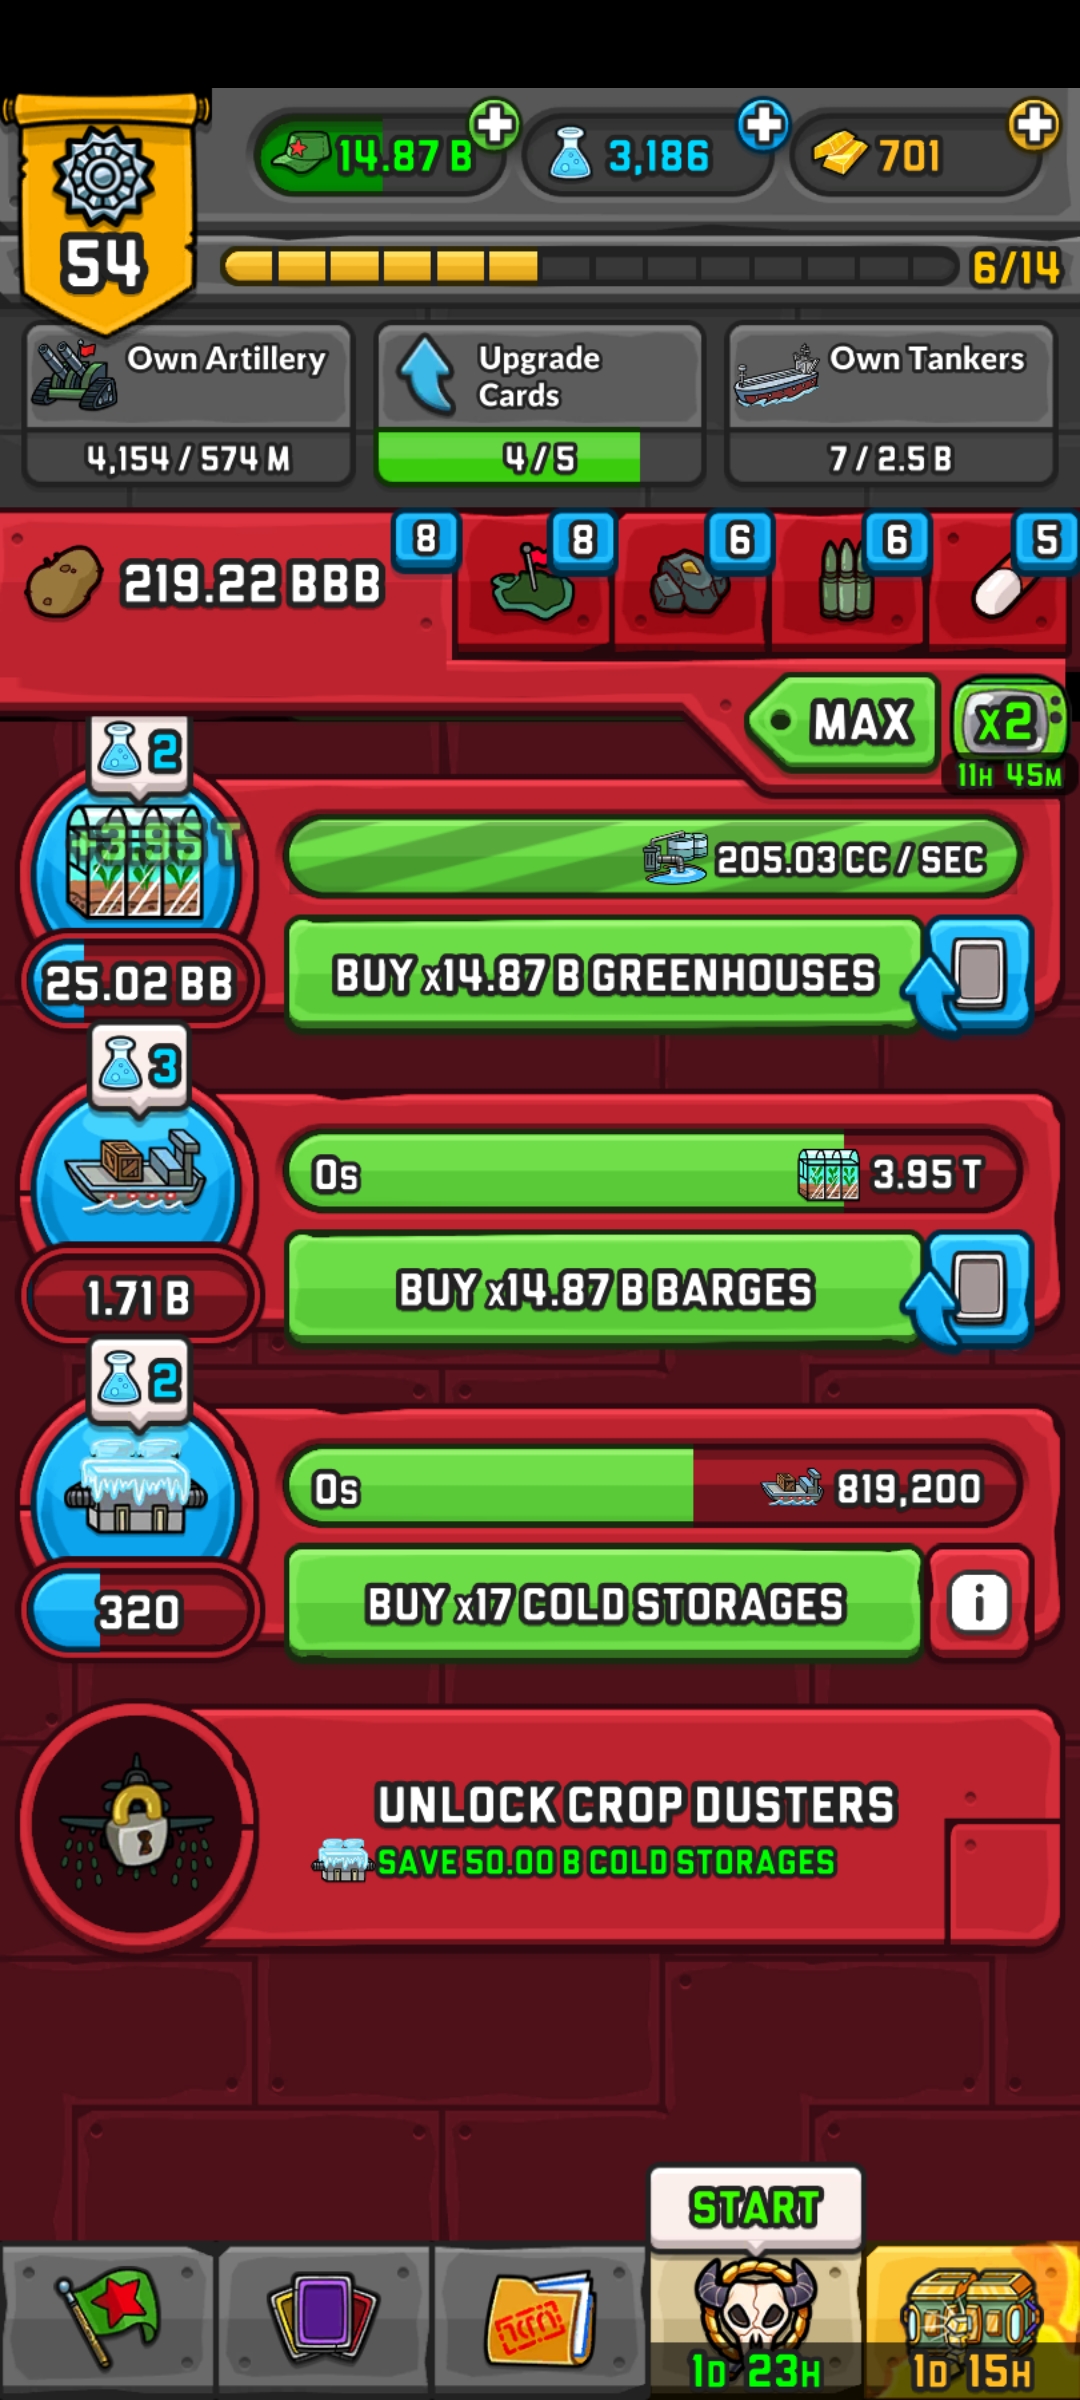 14.87 B
3,186
701
54
6/14
Own Artillery
4,154 / 574 M
Upgrade
Cards
4 / 5
Own Tankers
7 / 2.5 B
219.22 BBB
8
8
6
6
5
MAX
x2
11H 45M
2
+3.95 T
205.03 CC / SEC
25.02 BB
BUY x14.87 B GREENHOUSES
3
0s
3.95 T
1.71 B
BUY x14.87 B BARGES
2
0s
819,200
320
BUY x17 COLD STORAGES
i
UNLOCK CROP DUSTERS
SAVE 50.00 B COLD STORAGES
START
1D 23H
1D 15H